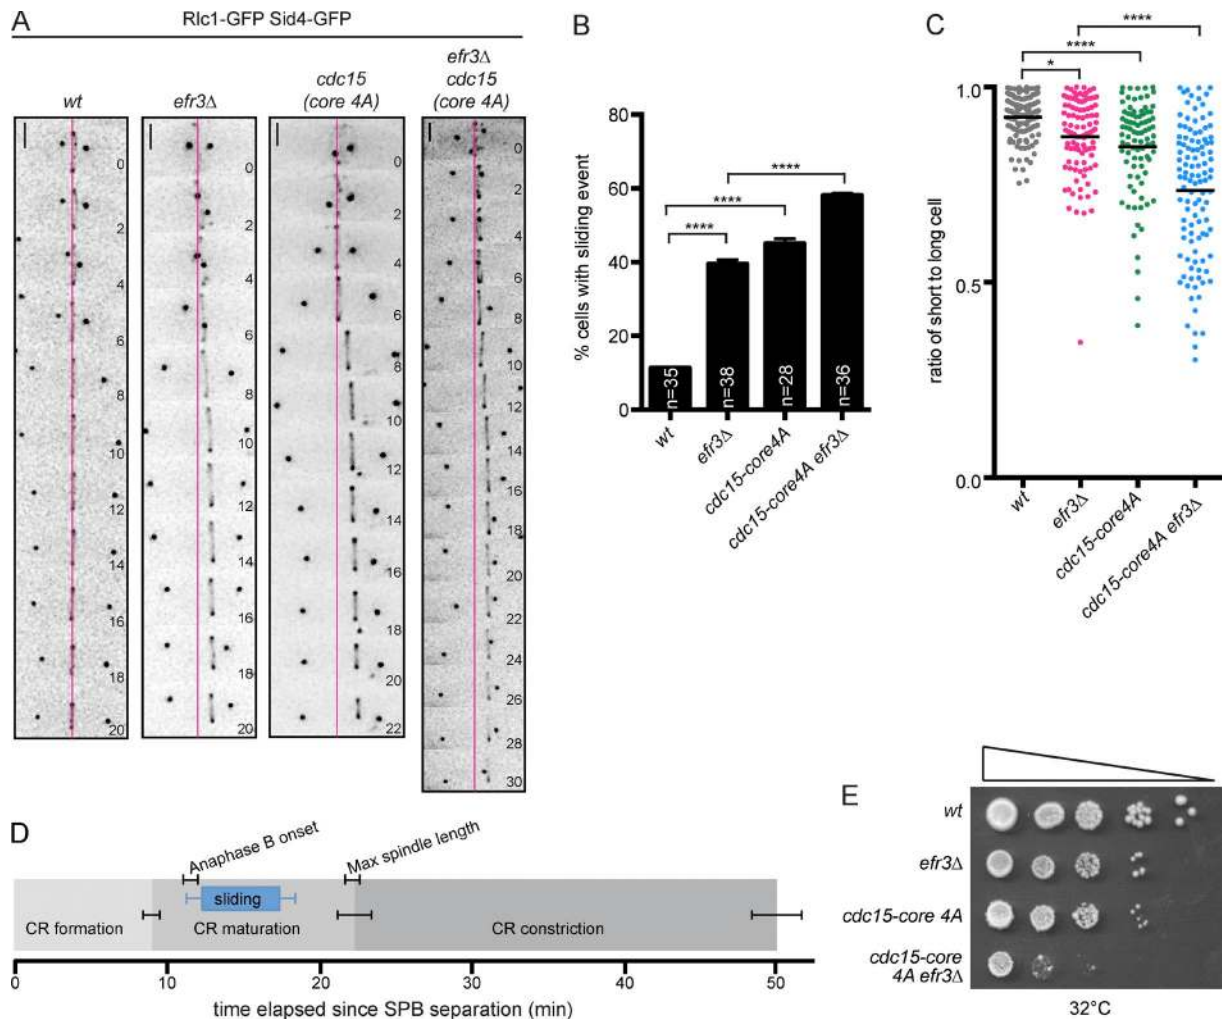 A
Rlc1-GFP Sid4-GFP
wt
efr3Δ
cdc15
(core 4A)
efr3Δ
cdc15
(core 4A)
0
2
4
6
8
10
12
14
16
18
20
0
2
4
6
8
10
12
14
16
18
20
0
2
4
6
8
10
12
14
16
18
20
22
0
2
4
6
8
10
12
14
16
18
20
22
24
26
28
30
B
% cells with sliding event
80
60
40
20
0
****
****
****
n=35
n=38
n=28
n=36
wt
efr3Δ
cdc15-core4A
cdc15-core4A efr3Δ
C
ratio of short to long cell
1.0
0.5
0.0
****
****
*
wt
efr3Δ
cdc15-core4A
cdc15-core4A efr3Δ
D
Anaphase B onset
Max spindle length
sliding
CR formation
CR maturation
CR constriction
0
10
20
30
40
50
time elapsed since SPB separation (min)
E
wt
efr3Δ
cdc15-core 4A
cdc15-core
4A efr3Δ
32°C